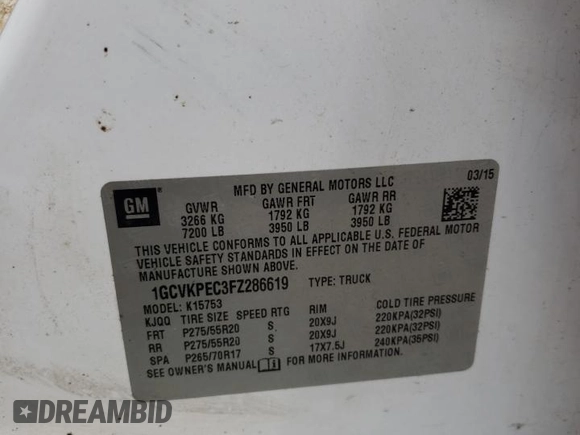 MFD BY GENERAL MOTORS LLC 03/15
GM GVWR GAWR FRT GAWR RR
3266 KG 1792 KG 1792 KG
7200 LB 3950 LB 3950 LB
THIS VEHICLE CONFORMS TO ALL APPLICABLE U.S. FEDERAL MOTOR
VEHICLE SAFETY STANDARDS IN EFFECT ON THE DATE OF
MANUFACTURE SHOWN ABOVE.
1GCVKPEC3FZ286619 TYPE: TRUCK
MODEL: K15753
KJQQ TIRE SIZE SPEED RTG RIM COLD TIRE PRESSURE
FRT P275/55R20 S 20X9J 220KPA(32PSI)
RR P275/55R20 S 20X9J 220KPA(32PSI)
SPA P265/70R17 S 17X7.5J 240KPA(35PSI)
SEE OWNER'S MANUAL FOR MORE INFORMATION
DREAMBID